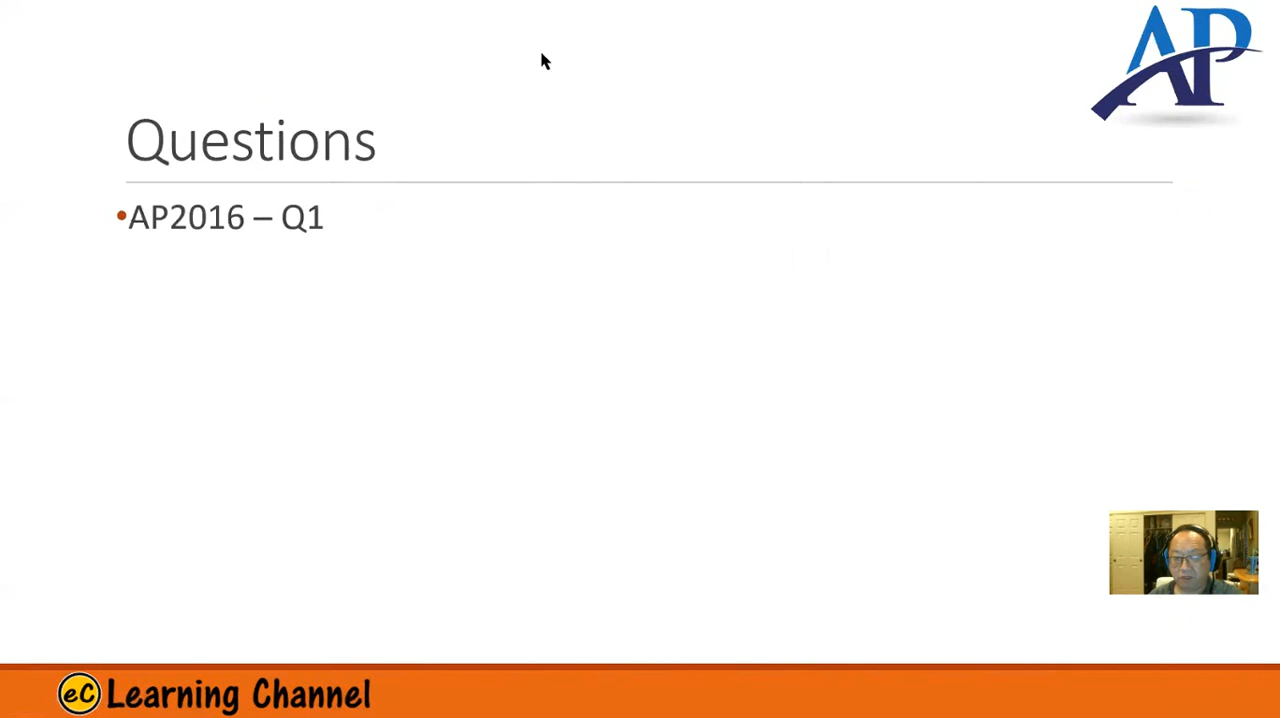 AP
Questions
•AP2016 – Q1
eC Learning Channel